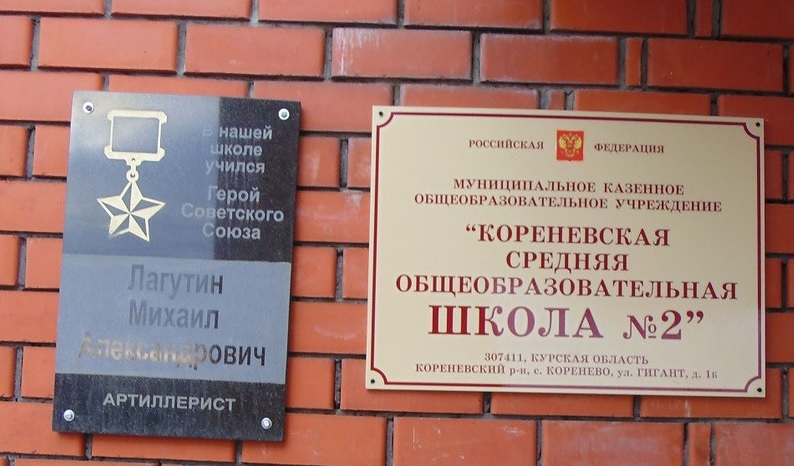 В нашей
школе
учился
Герой
Советского
Союза
Лагутин
Михаил
Александрович
АРТИЛЛЕРИСТ
РОССИЙСКАЯ ФЕДЕРАЦИЯ
МУНИЦИПАЛЬНОЕ КАЗЕННОЕ
ОБЩЕОБРАЗОВАТЕЛЬНОЕ УЧРЕЖДЕНИЕ
“КОРЕНЕВСКАЯ
СРЕДНЯЯ
ОБЩЕОБРАЗОВАТЕЛЬНАЯ
ШКОЛА №2”
307411, КУРСКАЯ ОБЛАСТЬ
КОРЕНЕВСКИЙ р-н, с. КОРЕНЕВО, ул. ГИГАНТ, д. 1б